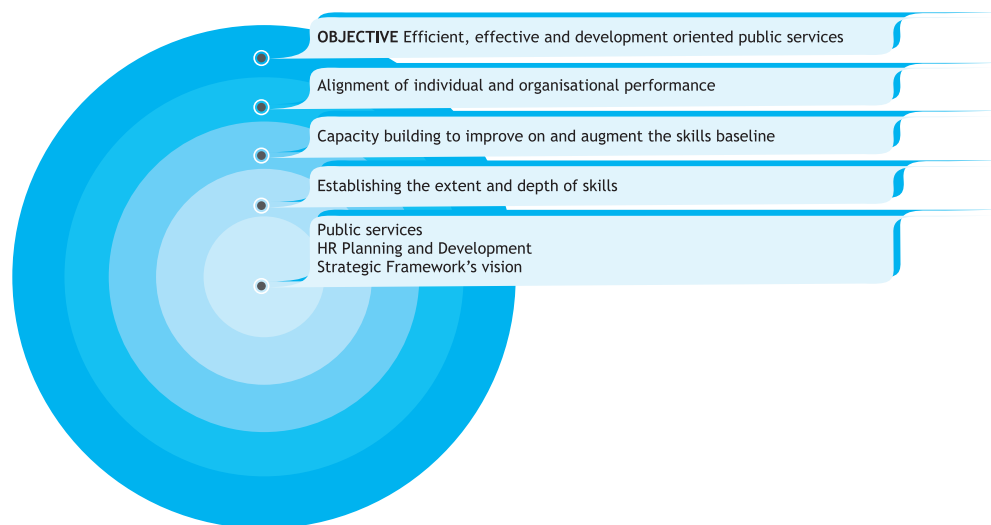 OBJECTIVE Efficient, effective and development oriented public services
Alignment of individual and organisational performance
Capacity building to improve on and augment the skills baseline
Establishing the extent and depth of skills
Public services
HR Planning and Development
Strategic Framework’s vision